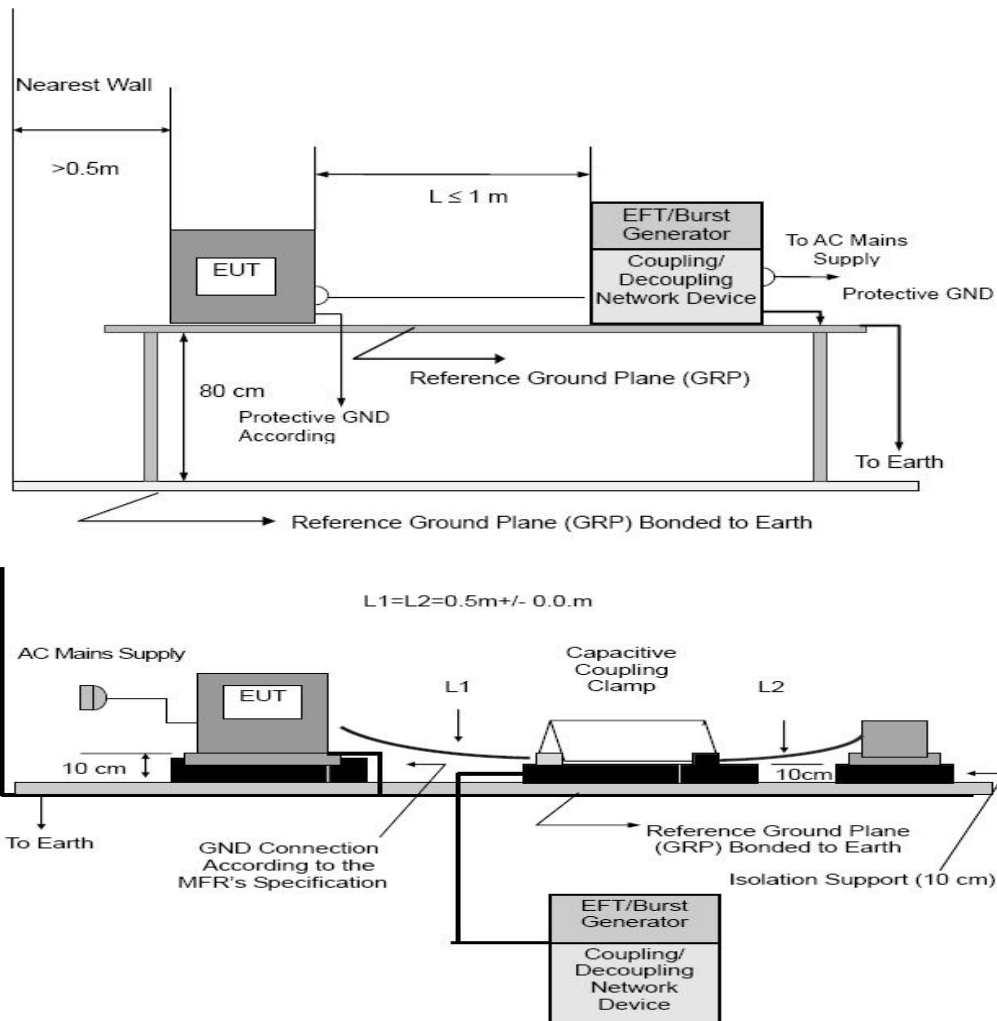 Nearest Wall
>0.5m
L ≤ 1 m
EUT
EFT/Burst
Generator
Coupling/
Decoupling
Network Device
To AC Mains
Supply
Protective GND
Reference Ground Plane (GRP)
80 cm
Protective GND
According
To Earth
Reference Ground Plane (GRP) Bonded to Earth
L1=L2=0.5m+/- 0.0.m
AC Mains Supply
EUT
L1
Capacitive
Coupling
Clamp
L2
10 cm
10cm
To Earth
GND Connection
According to the
MFR's Specification
Reference Ground Plane
(GRP) Bonded to Earth
Isolation Support (10 cm)
EFT/Burst
Generator
Coupling/
Decoupling
Network
Device